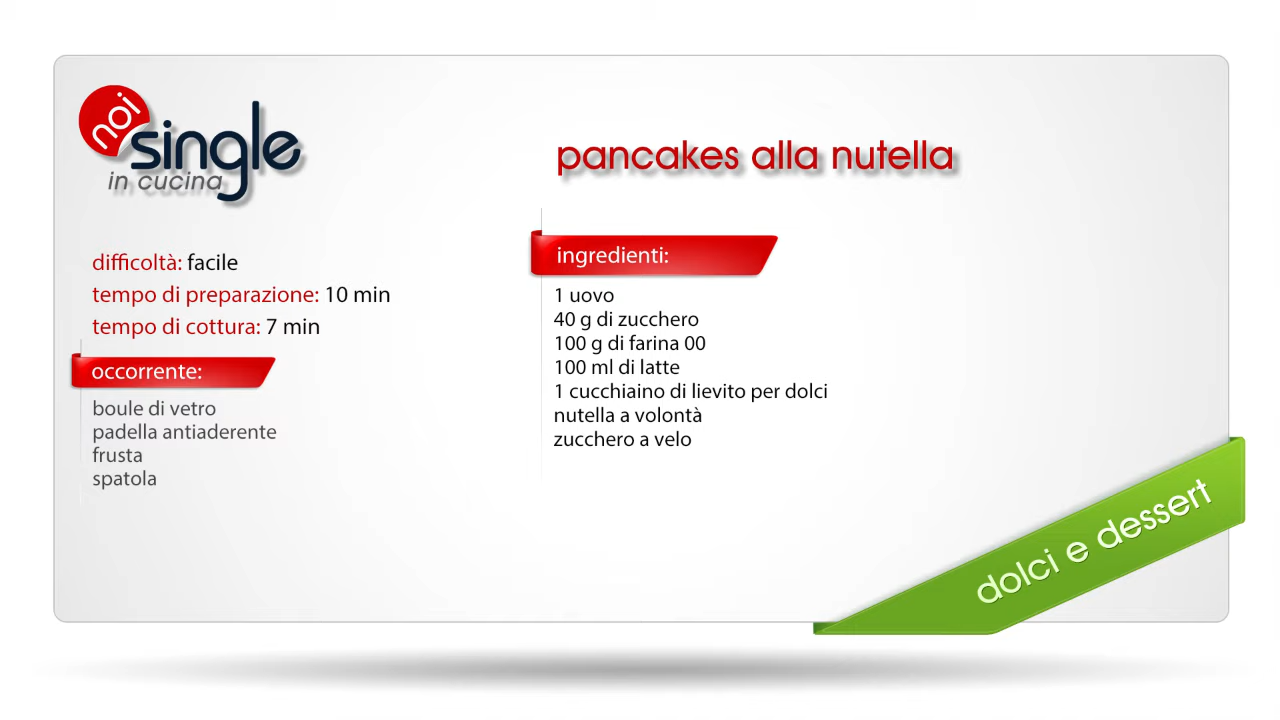 noi
single
in cucina
pancakes alla nutella
difficoltà: facile
tempo di preparazione: 10 min
tempo di cottura: 7 min
occorrente:
boule di vetro
padella antiaderente
frusta
spatola
ingredienti:
1 uovo
40 g di zucchero
100 g di farina 00
100 ml di latte
1 cucchiaino di lievito per dolci
nutella a volontà
zucchero a velo
dolci e dessert